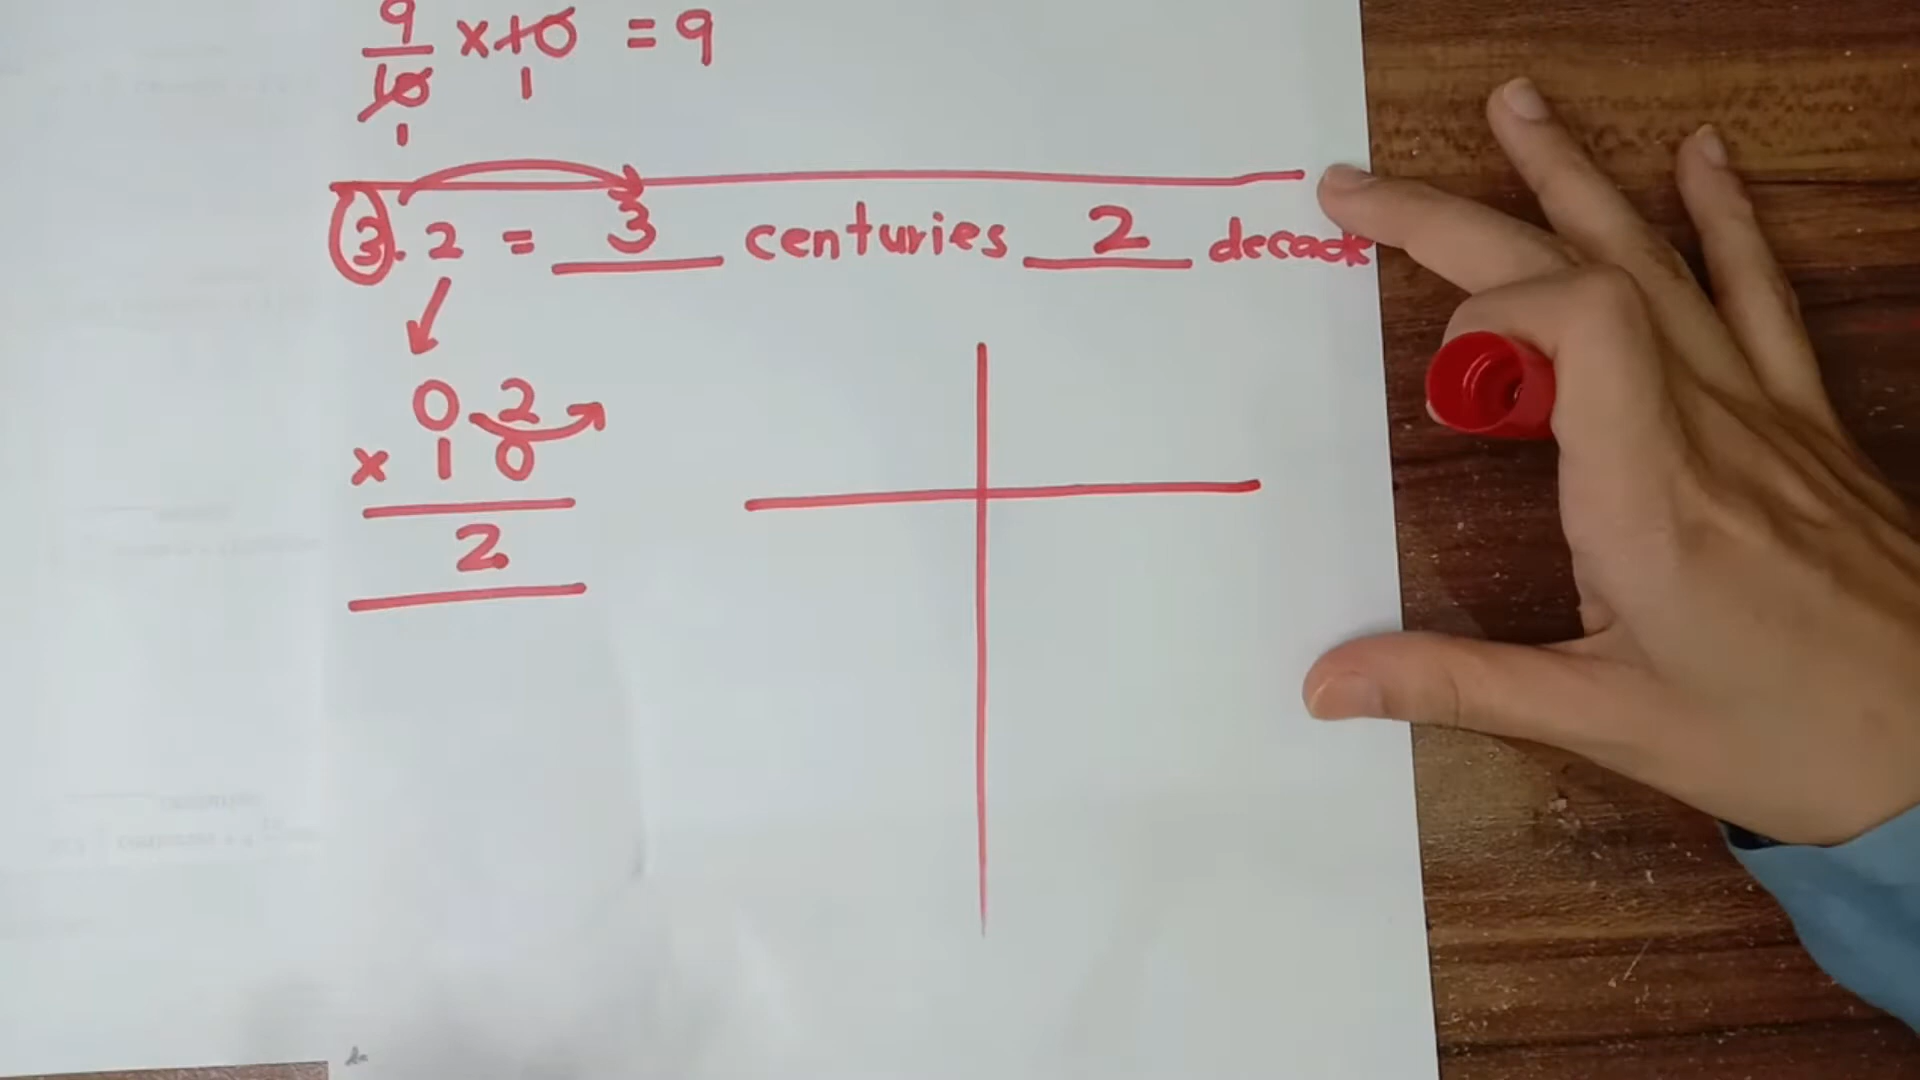 9/10 x 10 = 9
1 1
3.2 = 3 centuries 2 decade
0.2
x 10
2.